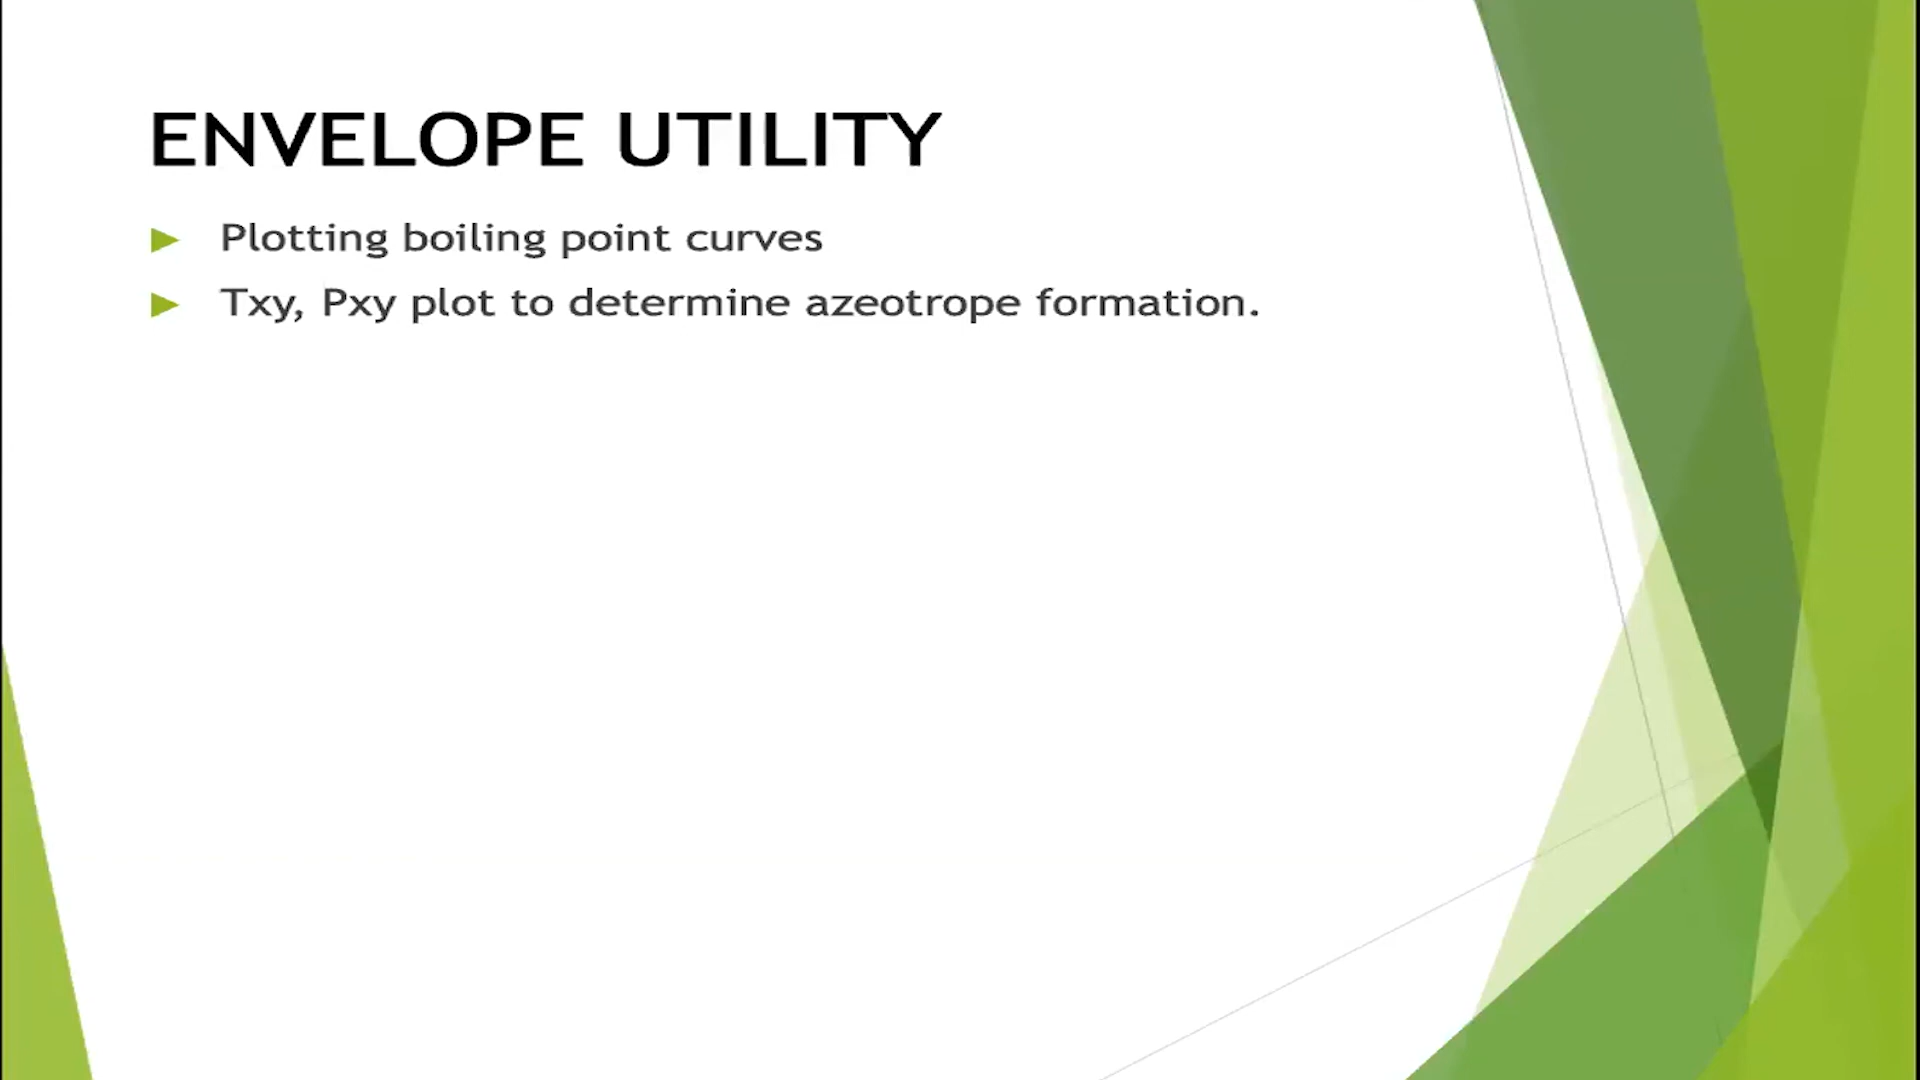 ENVELOPE UTILITY
Plotting boiling point curves
Txy, Pxy plot to determine azeotrope formation.